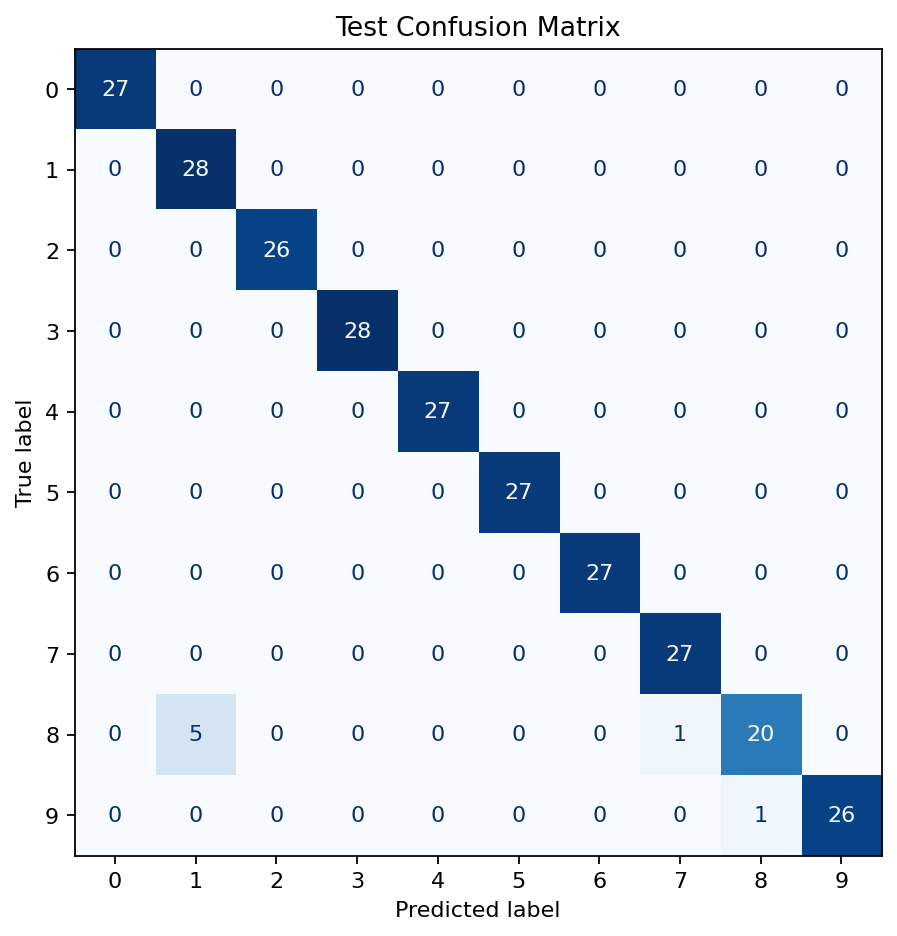 Test Confusion Matrix
True label
0 27 0 0 0 0 0 0 0 0 0
1 0 28 0 0 0 0 0 0 0 0
2 0 0 26 0 0 0 0 0 0 0
3 0 0 0 28 0 0 0 0 0 0
4 0 0 0 0 27 0 0 0 0 0
5 0 0 0 0 0 27 0 0 0 0
6 0 0 0 0 0 0 27 0 0 0
7 0 0 0 0 0 0 0 27 0 0
8 0 5 0 0 0 0 0 1 20 0
9 0 0 0 0 0 0 0 0 1 26
0 1 2 3 4 5 6 7 8 9
Predicted label